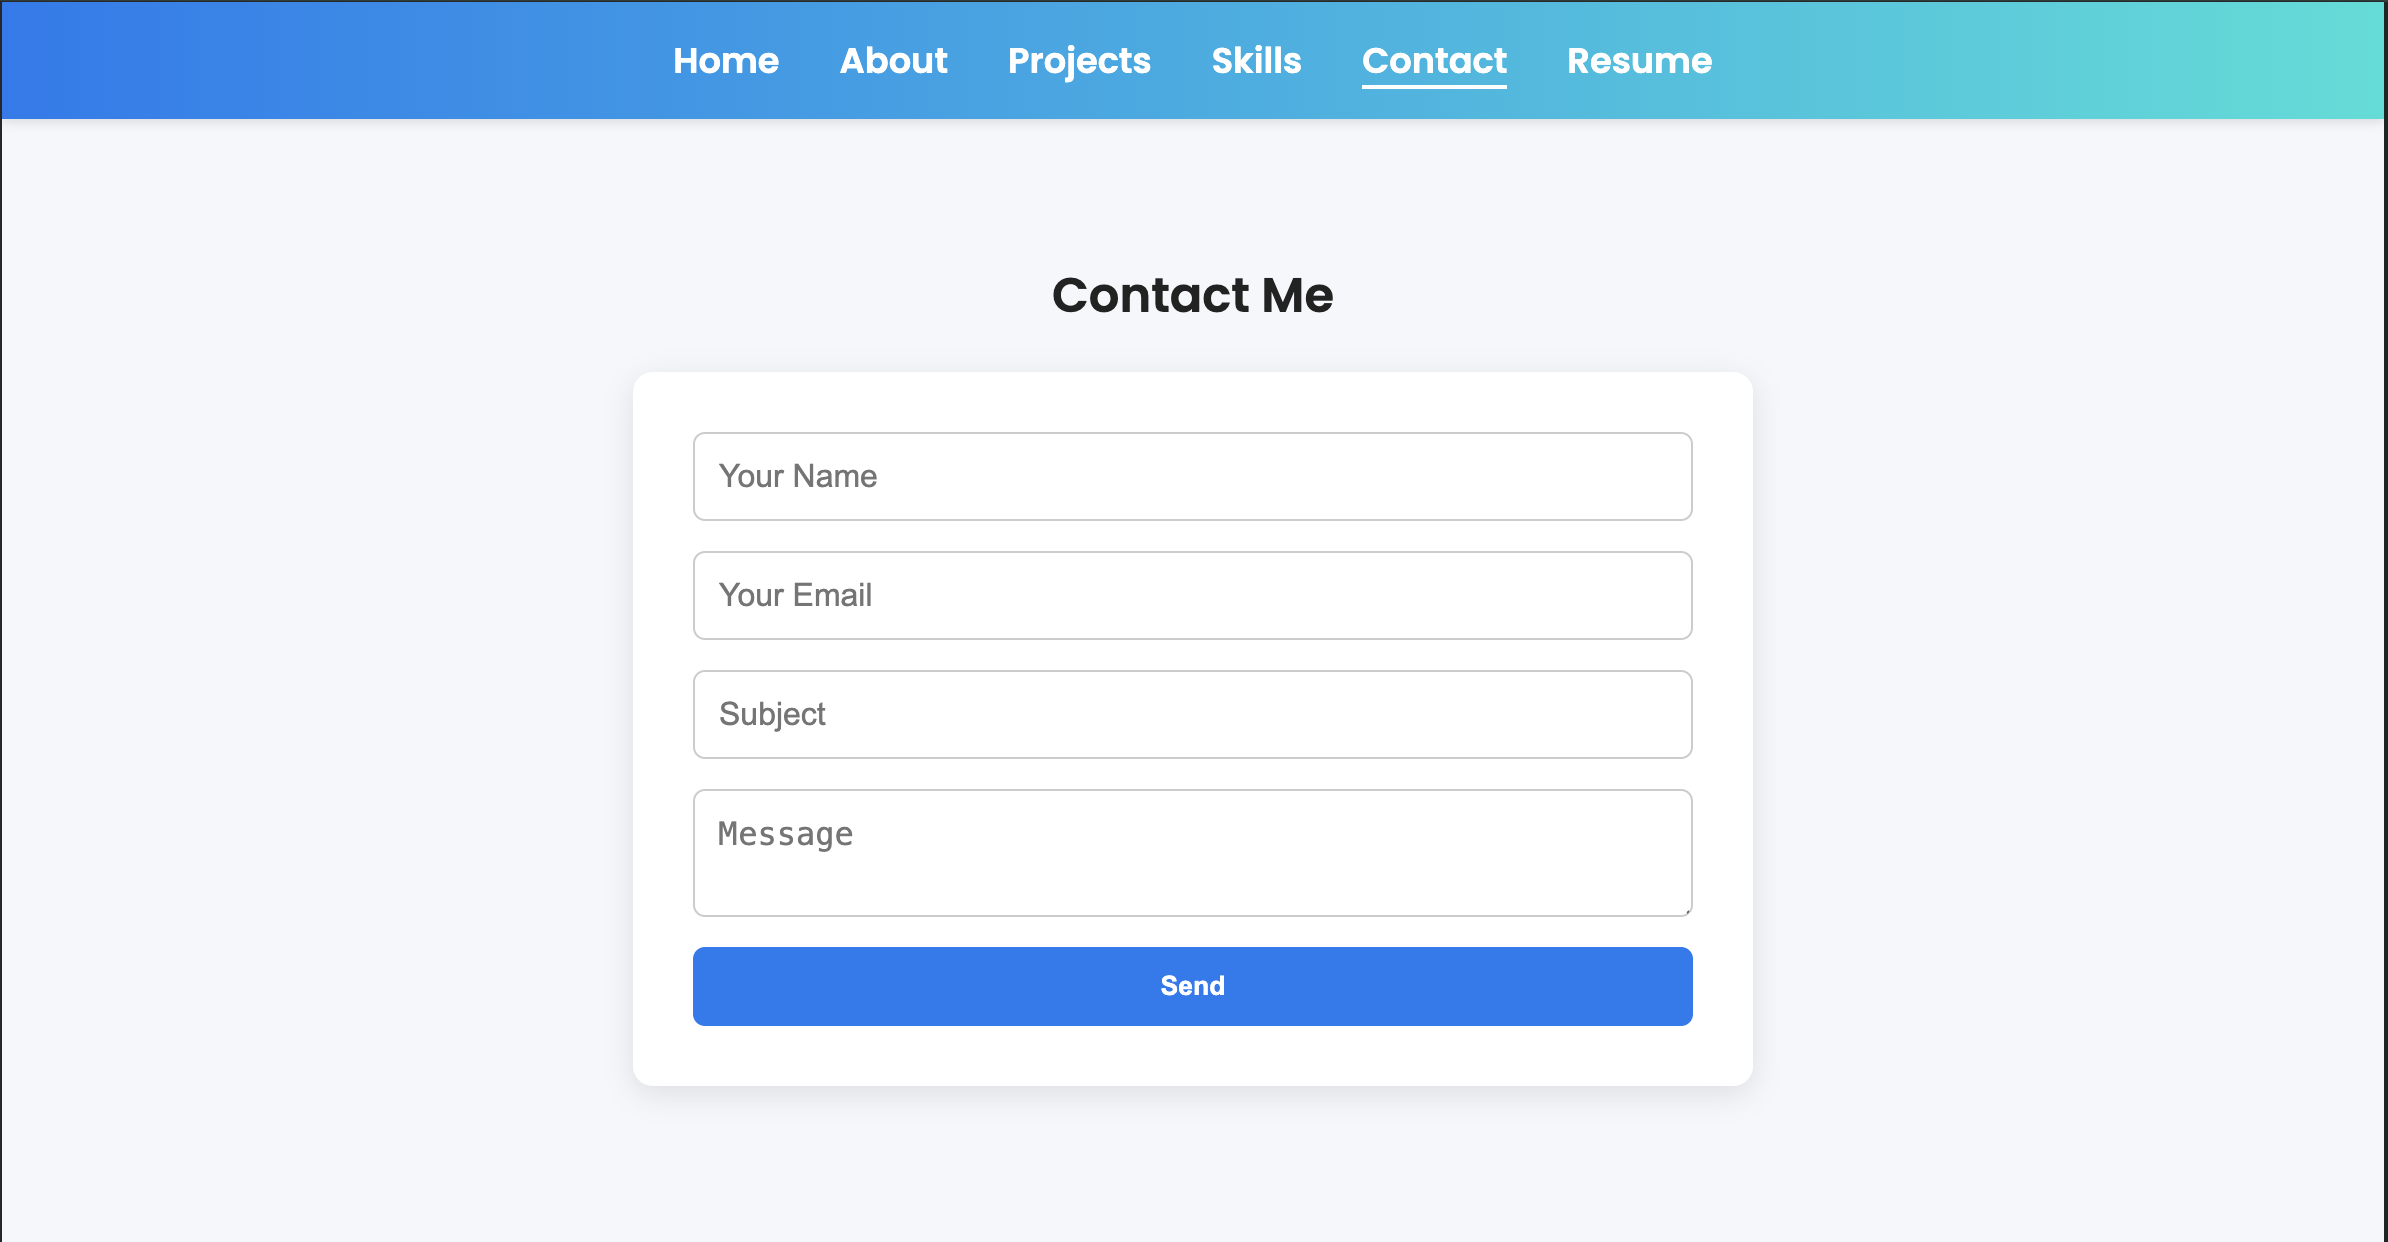 Home About Projects Skills Contact Resume
Contact Me
Your Name
Your Email
Subject
Message
Send